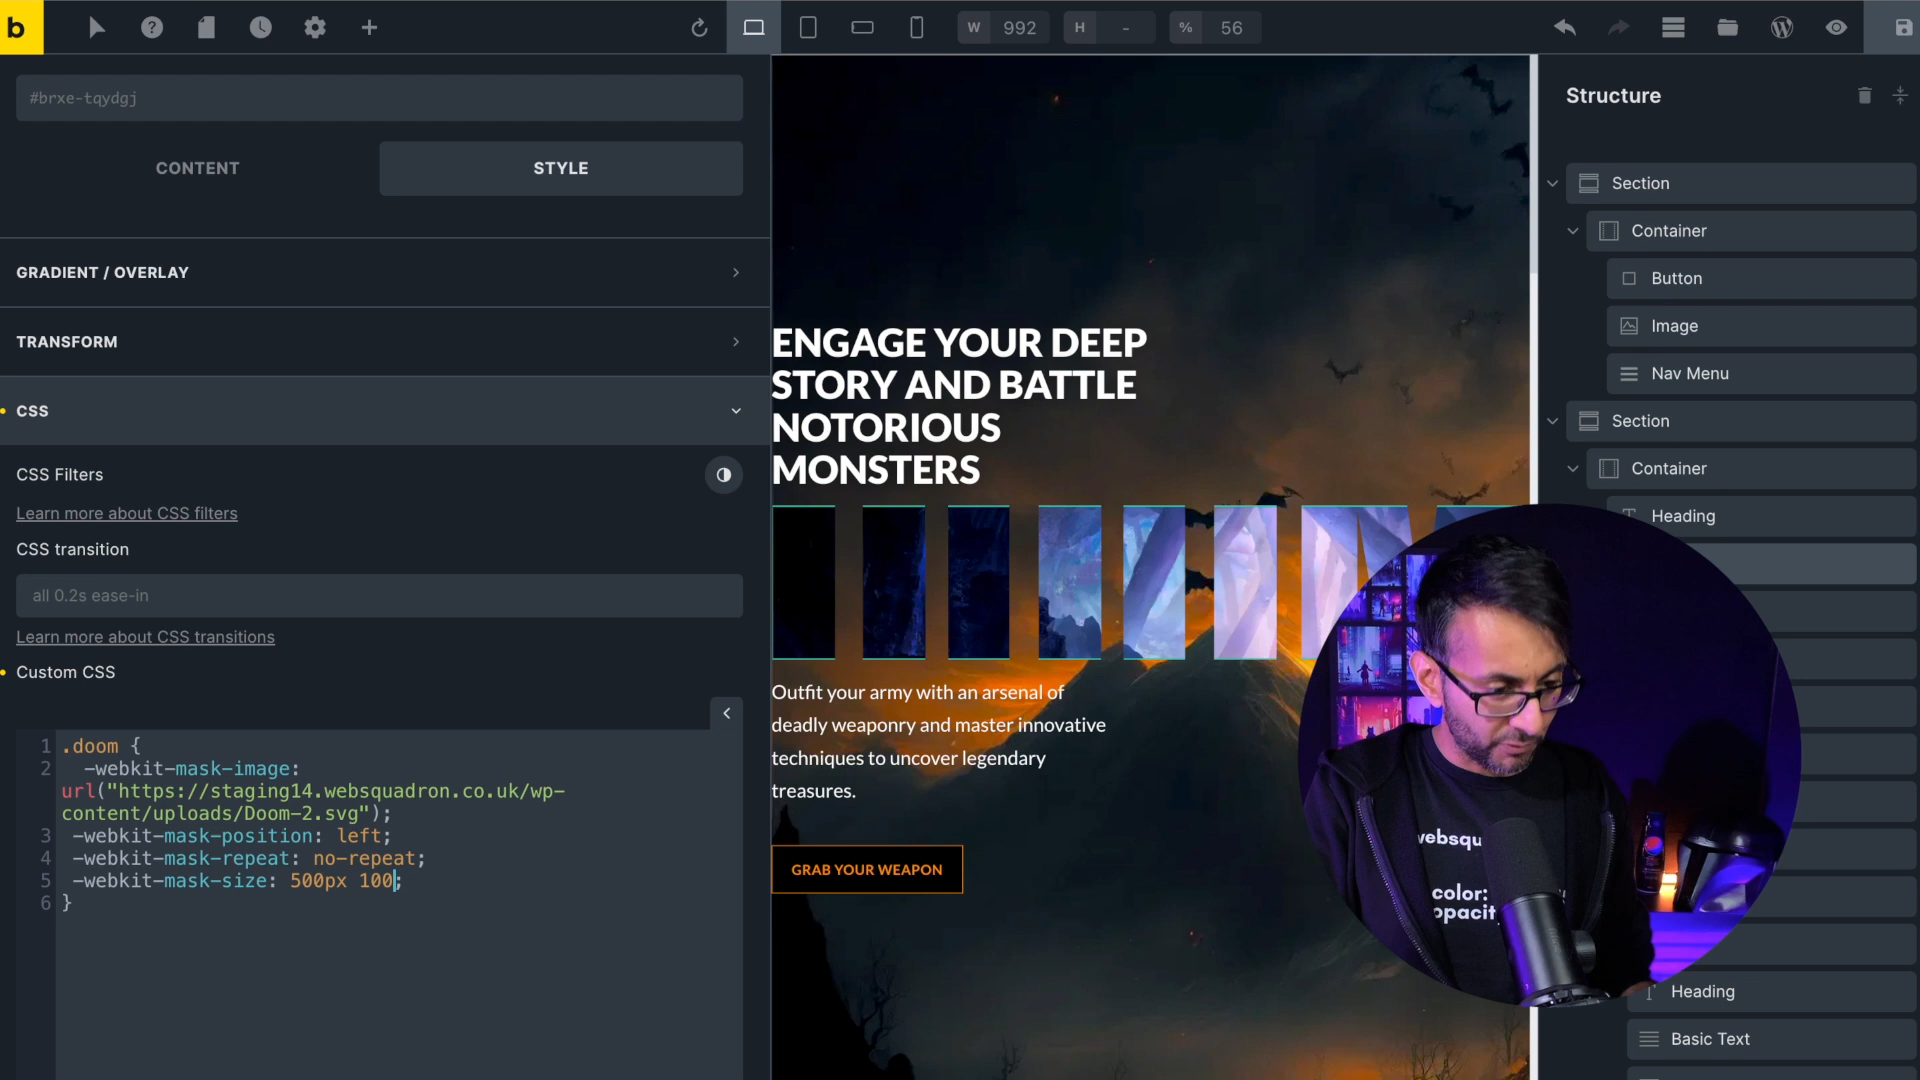 b
W 992 H - % 56
#brxe-tqydgj
CONTENT STYLE
GRADIENT / OVERLAY
TRANSFORM
CSS
CSS Filters
Learn more about CSS filters
CSS transition
all 0.2s ease-in
Learn more about CSS transitions
Custom CSS
1 .doom {
2 -webkit-mask-image:
url("https://staging14.websquadron.co.uk/wp-
content/uploads/Doom-2.svg");
3 -webkit-mask-position: left;
4 -webkit-mask-repeat: no-repeat;
5 -webkit-mask-size: 500px 100;
6 }
ENGAGE YOUR DEEP
STORY AND BATTLE
NOTORIOUS
MONSTERS
Outfit your army with an arsenal of
deadly weaponry and master innovative
techniques to uncover legendary
treasures.
GRAB YOUR WEAPON
websqu
color:
opacit
Structure
Section
Container
Button
Image
Nav Menu
Section
Container
Heading
Heading
Basic Text